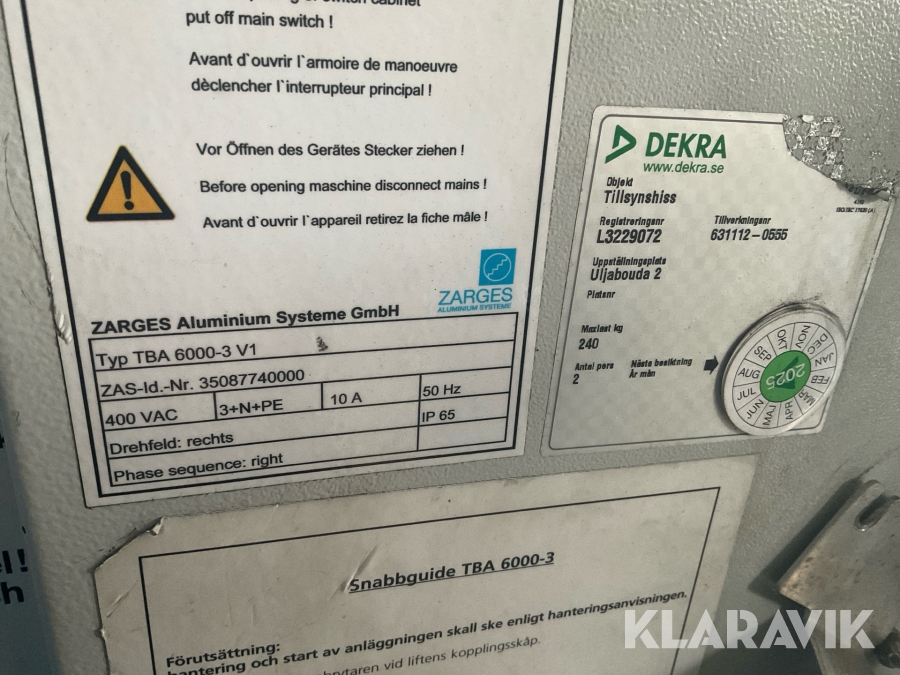 put off main switch !
Avant d`ouvrir l`armoire de manoeuvre
dèclencher l`interrupteur principal !
Vor Öffnen des Gerätes Stecker ziehen !
Before opening maschine disconnect mains !
Avant d`ouvrir l`appareil retirez la fiche mâle !
ZARGES
ALUMINIUM SYSTEME
ZARGES Aluminium Systeme GmbH
Typ TBA 6000-3 V1
ZAS-Id.-Nr. 35087740000
400 VAC 3+N+PE 10 A 50 Hz
IP 65
Drehfeld: rechts
Phase sequence: right
DEKRA
www.dekra.se
Objekt
Tillsynshiss
Registreringsnr Tillverkningsnr
L3229072 631112-0555
Uppställningsplats
Uljabouda 2
Platsnr
Maxlast kg
240
Antal pers Nästa besiktning
2 År mån
2025
JAN
FEB
MAR
APR
MAJ
JUN
JUL
AUG
SEP
OKT
NOV
DEC
Snabbguide TBA 6000-3
Förutsättning:
hantering och start av anläggningen skall ske enligt hanteringsanvisningen.
vid liftens kopplingsskåp.
KLARAVIK